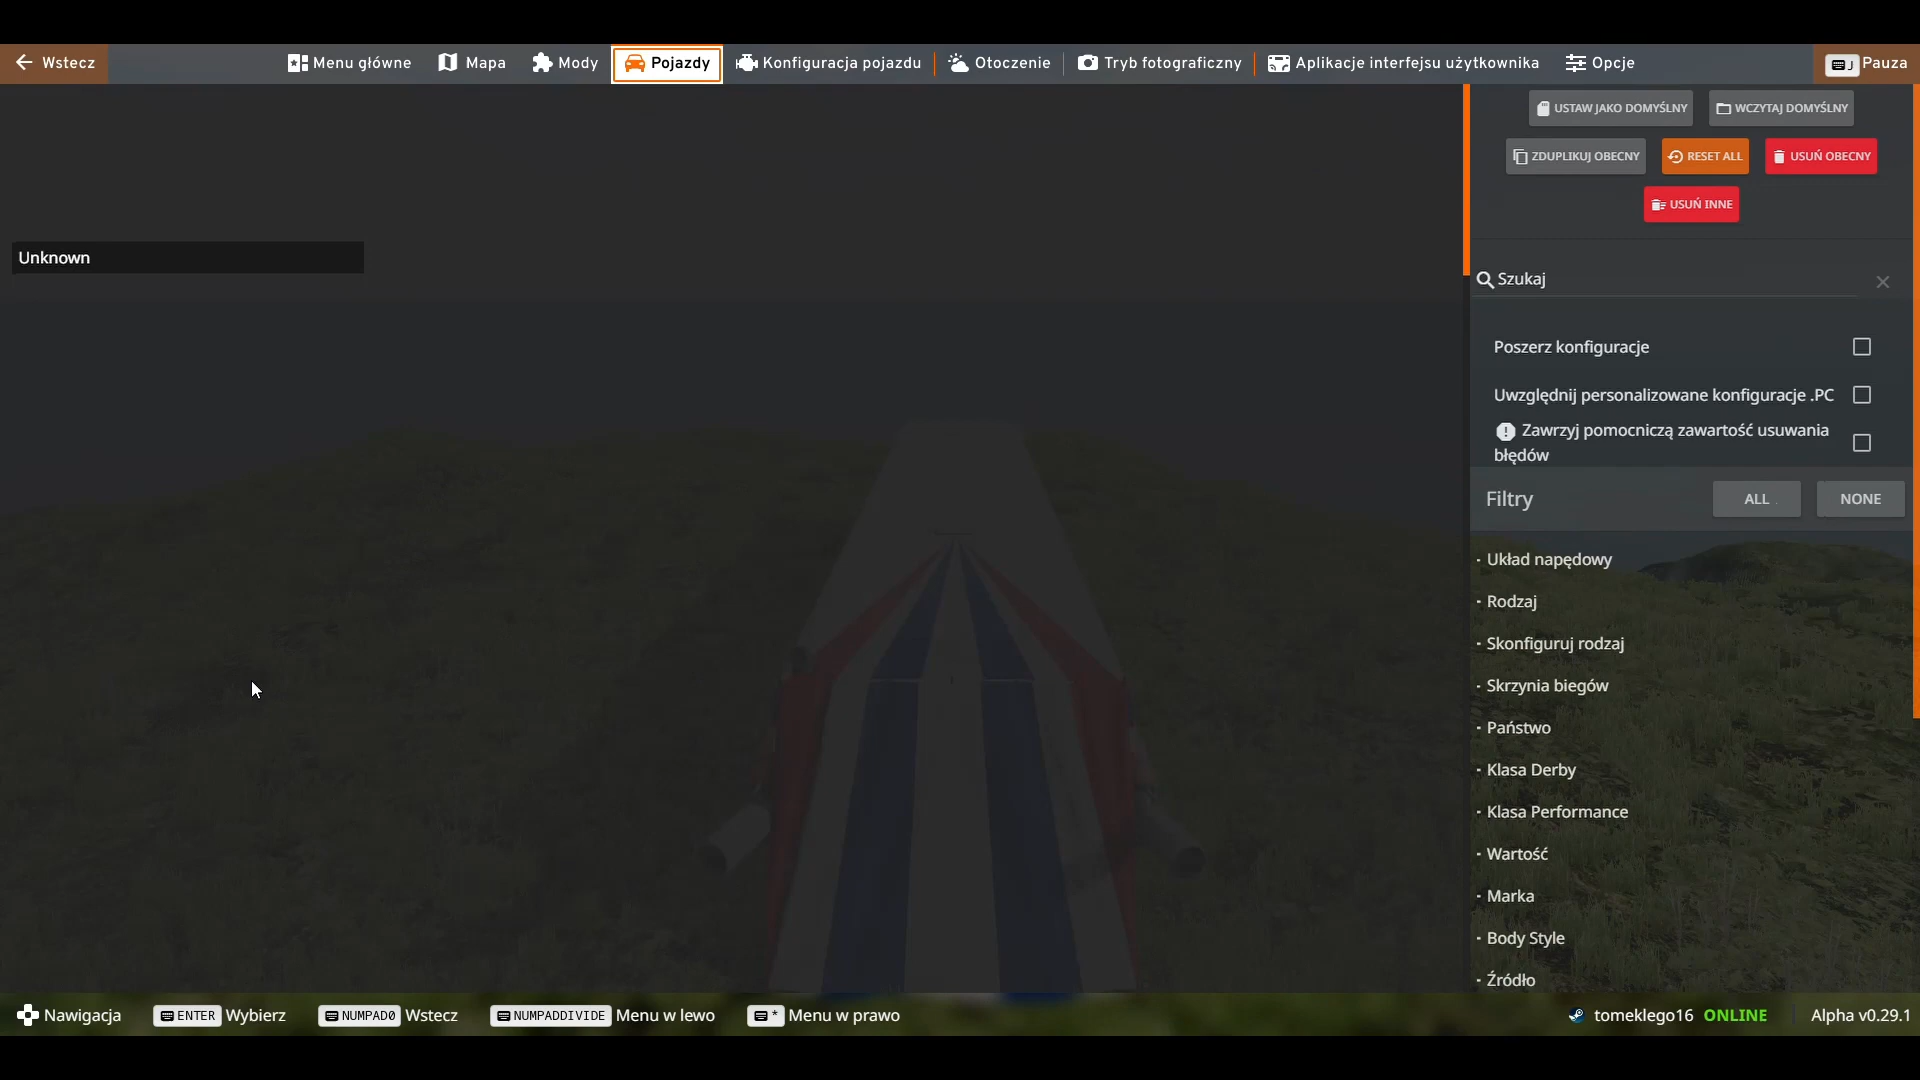 Wstecz
Menu główne
Mapa
Mody
Pojazdy
Konfiguracja pojazdu
Otoczenie
Tryb fotograficzny
Aplikacje interfejsu użytkownika
Opcje
J Pauza
USTAW JAKO DOMYŚLNY
WCZYTAJ DOMYŚLNY
ZDUPLIKUJ OBECNY
RESET ALL
USUŃ OBECNY
USUŃ INNE
Unknown
Szukaj
Poszerz konfiguracje
Uwzględnij personalizowane konfiguracje .PC
Zawrzyj pomocniczą zawartość usuwania
błędów
Filtry
ALL
NONE
- Układ napędowy
- Rodzaj
- Skonfiguruj rodzaj
- Skrzynia biegów
- Państwo
- Klasa Derby
- Klasa Performance
- Wartość
- Marka
- Body Style
- Źródło
Nawigacja
ENTER Wybierz
NUMPAD0 Wstecz
NUMPADDIVIDE Menu w lewo
* Menu w prawo
tomeklego16 ONLINE
Alpha v0.29.1